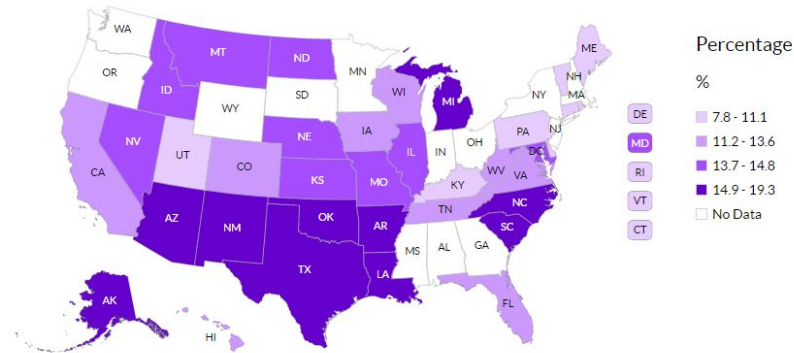 WA
ME
MT
ND
OR
MN
NH
ID
SD
WI
NY
MA
MI
WY
DE
PA
NJ
IA
NE
OH
NV
IL
IN
MD
DC
UT
CO
WV
VA
CA
KS
MO
KY
RI
NC
TN
VT
AZ
OK
NM
AR
SC
CT
MS
AL
GA
TX
LA
AK
FL
HI
Percentage
%
7.8 - 11.1
11.2 - 13.6
13.7 - 14.8
14.9 - 19.3
No Data